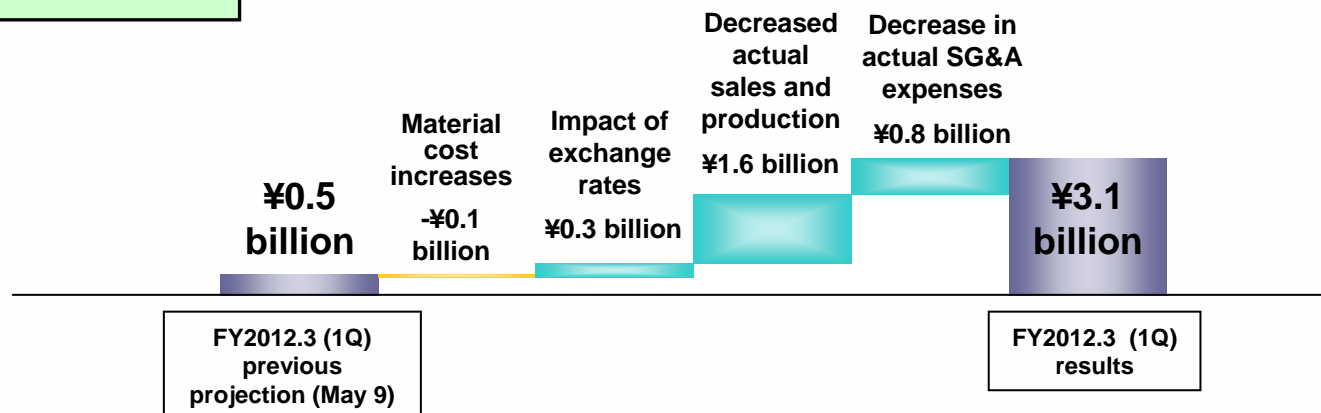 ¥0.5
billion
Material
cost
increases
-¥0.1
billion
Impact of
exchange
rates
¥0.3 billion
Decreased
actual
sales and
production
¥1.6 billion
Decrease in
actual SG&A
expenses
¥0.8 billion
¥3.1
billion
FY2012.3 (1Q)
previous
projection (May 9)
FY2012.3 (1Q)
results